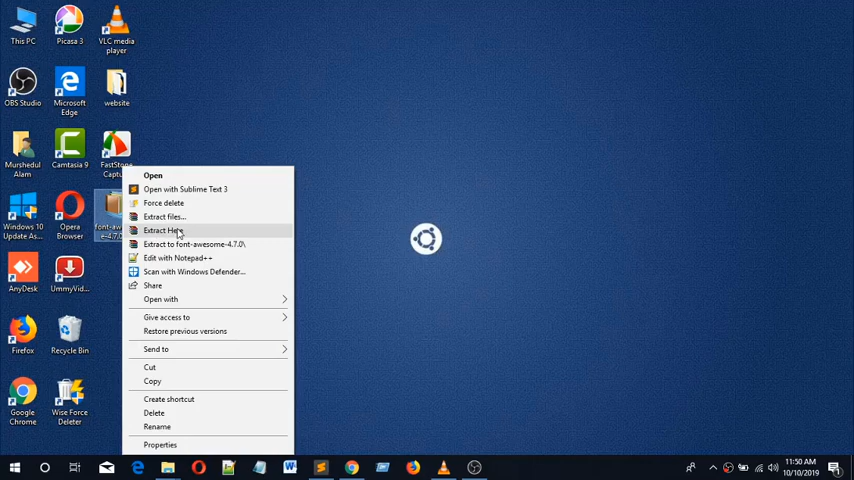 This PC
Picasa 3
VLC media
player
OBS Studio
Microsoft
Edge
website
Murshedul
Alam
Camtasia 9
FastStone
Capt...
Windows 10
Update As...
Opera
Browser
font-aw
e-4.7.0
AnyDesk
UmmyVid...
Firefox
Recycle Bin
Google
Chrome
Wise Force
Deleter
Open
Open with Sublime Text 3
Force delete
Extract files...
Extract Here
Extract to font-awesome-4.7.0\
Edit with Notepad++
Scan with Windows Defender...
Share
Open with
Give access to
Restore previous versions
Send to
Cut
Copy
Create shortcut
Delete
Rename
Properties
11:50 AM
10/10/2019